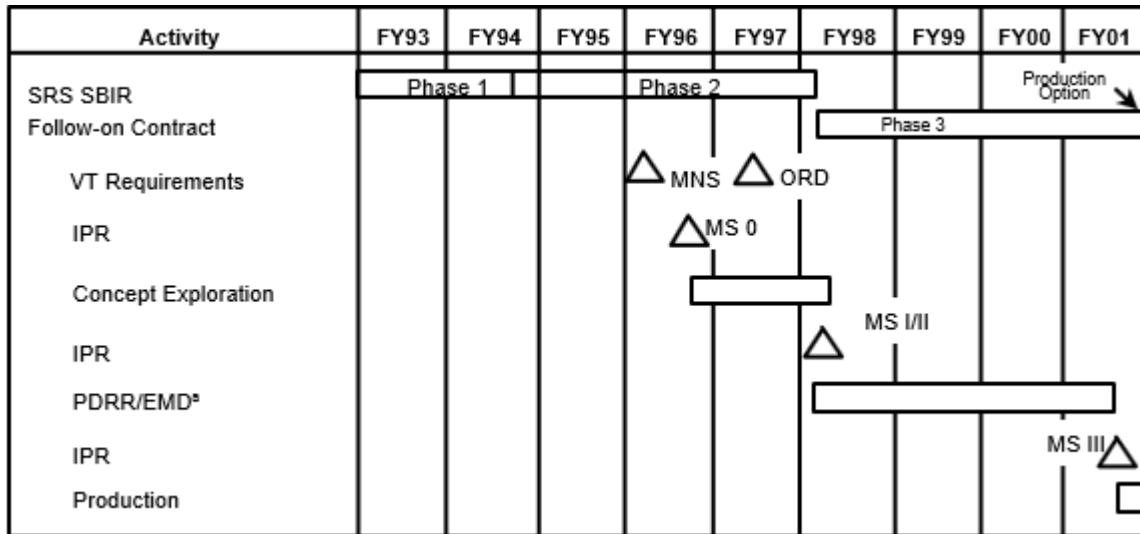 Activity FY93 FY94 FY95 FY96 FY97 FY98 FY99 FY00 FY01
SRS SBIR Phase 1 Phase 2 Production
Option
Follow-on Contract Phase 3
VT Requirements MNS ORD
IPR MS 0
Concept Exploration
MS I/II
IPR
PDRR/EMDª
MS III
IPR
Production